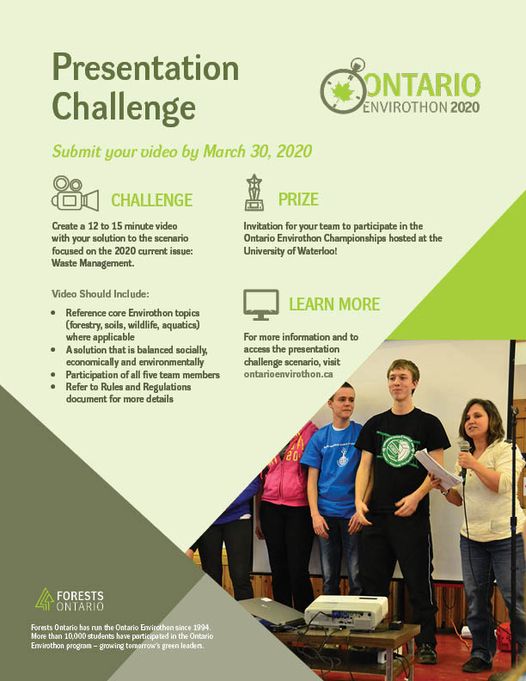 Presentation
Challenge
ONTARIO
ENVIROTHON 2020
Submit your video by March 30, 2020
CHALLENGE
Create a 12 to 15 minute video
with your solution to the scenario
focused on the 2020 current issue:
Waste Management.
Video Should Include:
• Reference core Envirothon topics
(forestry, soils, wildlife, aquatics)
where applicable
• A solution that is balanced socially,
economically and environmentally
• Participation of all five team members
• Refer to Rules and Regulations
document for more details
PRIZE
Invitation for your team to participate in the
Ontario Envirothon Championships hosted at the
University of Waterloo!
LEARN MORE
For more information and to
access the presentation
challenge scenario, visit
ontarioenvirothon.ca
FORESTS
ONTARIO
Forests Ontario has run the Ontario Envirothon since 1994.
More than 10,000 students have participated in the Ontario
Envirothon program – growing tomorrow's green leaders.